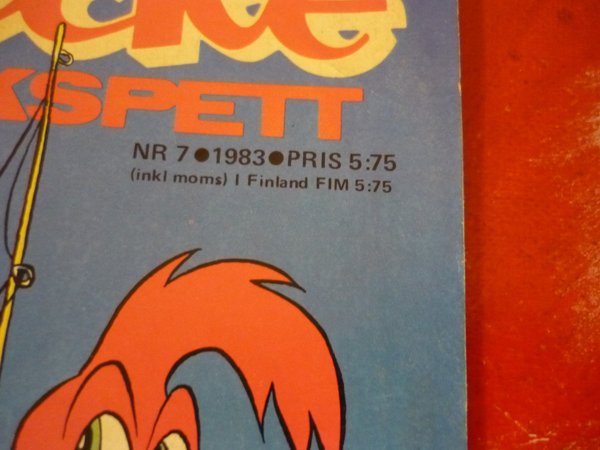 KSPETT
NR 7 ● 1983 ● PRIS 5:75
(inkl moms) I Finland FIM 5:75